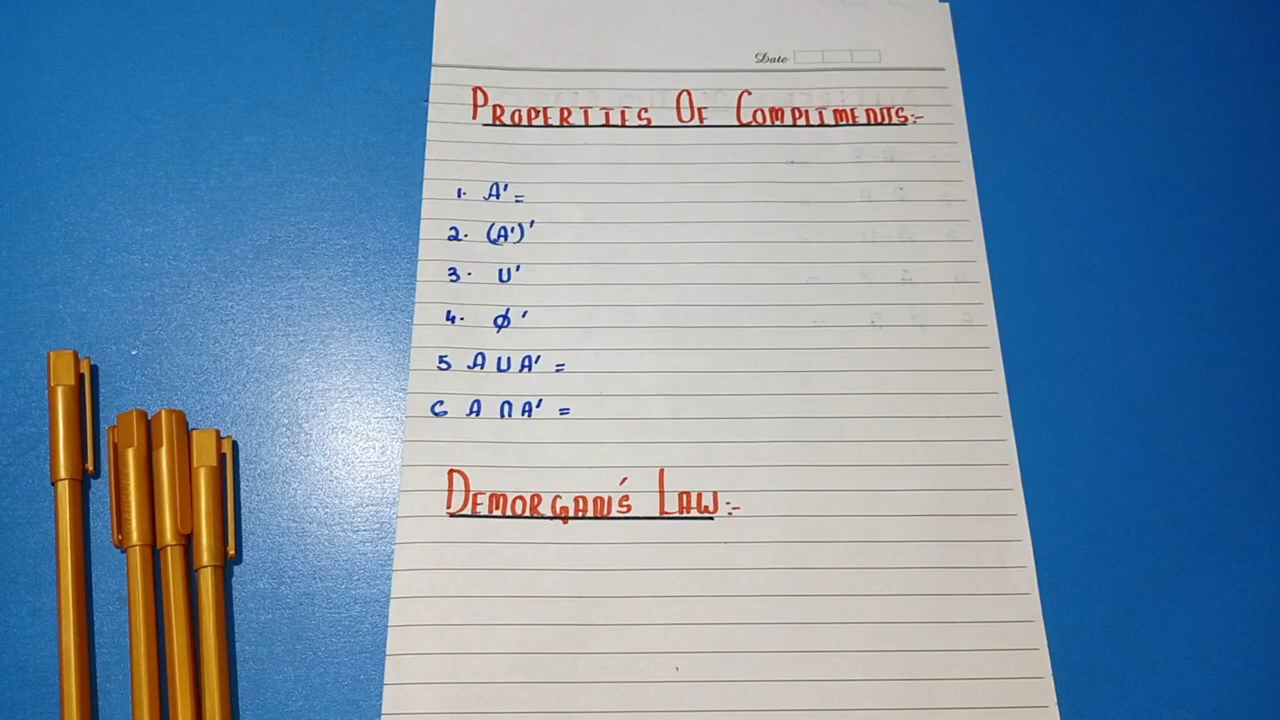 Date
PROPERTIES OF COMPLIMENTS:-
1. A' =
2. (A')'
3. U'
4. ϕ'
5 A U A' =
6 A ∩ A' =
DEMORGAN'S LAW:-